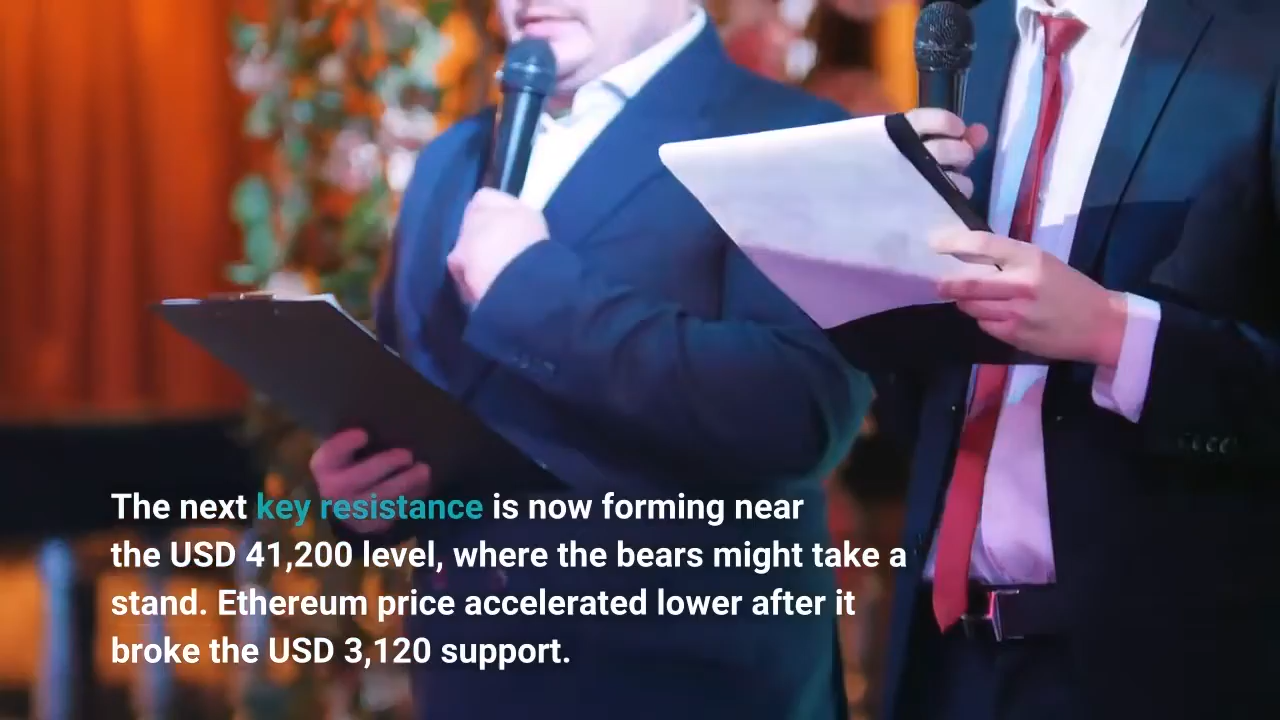 The next key resistance is now forming near
the USD 41,200 level, where the bears might take a
stand. Ethereum price accelerated lower after it
broke the USD 3,120 support.